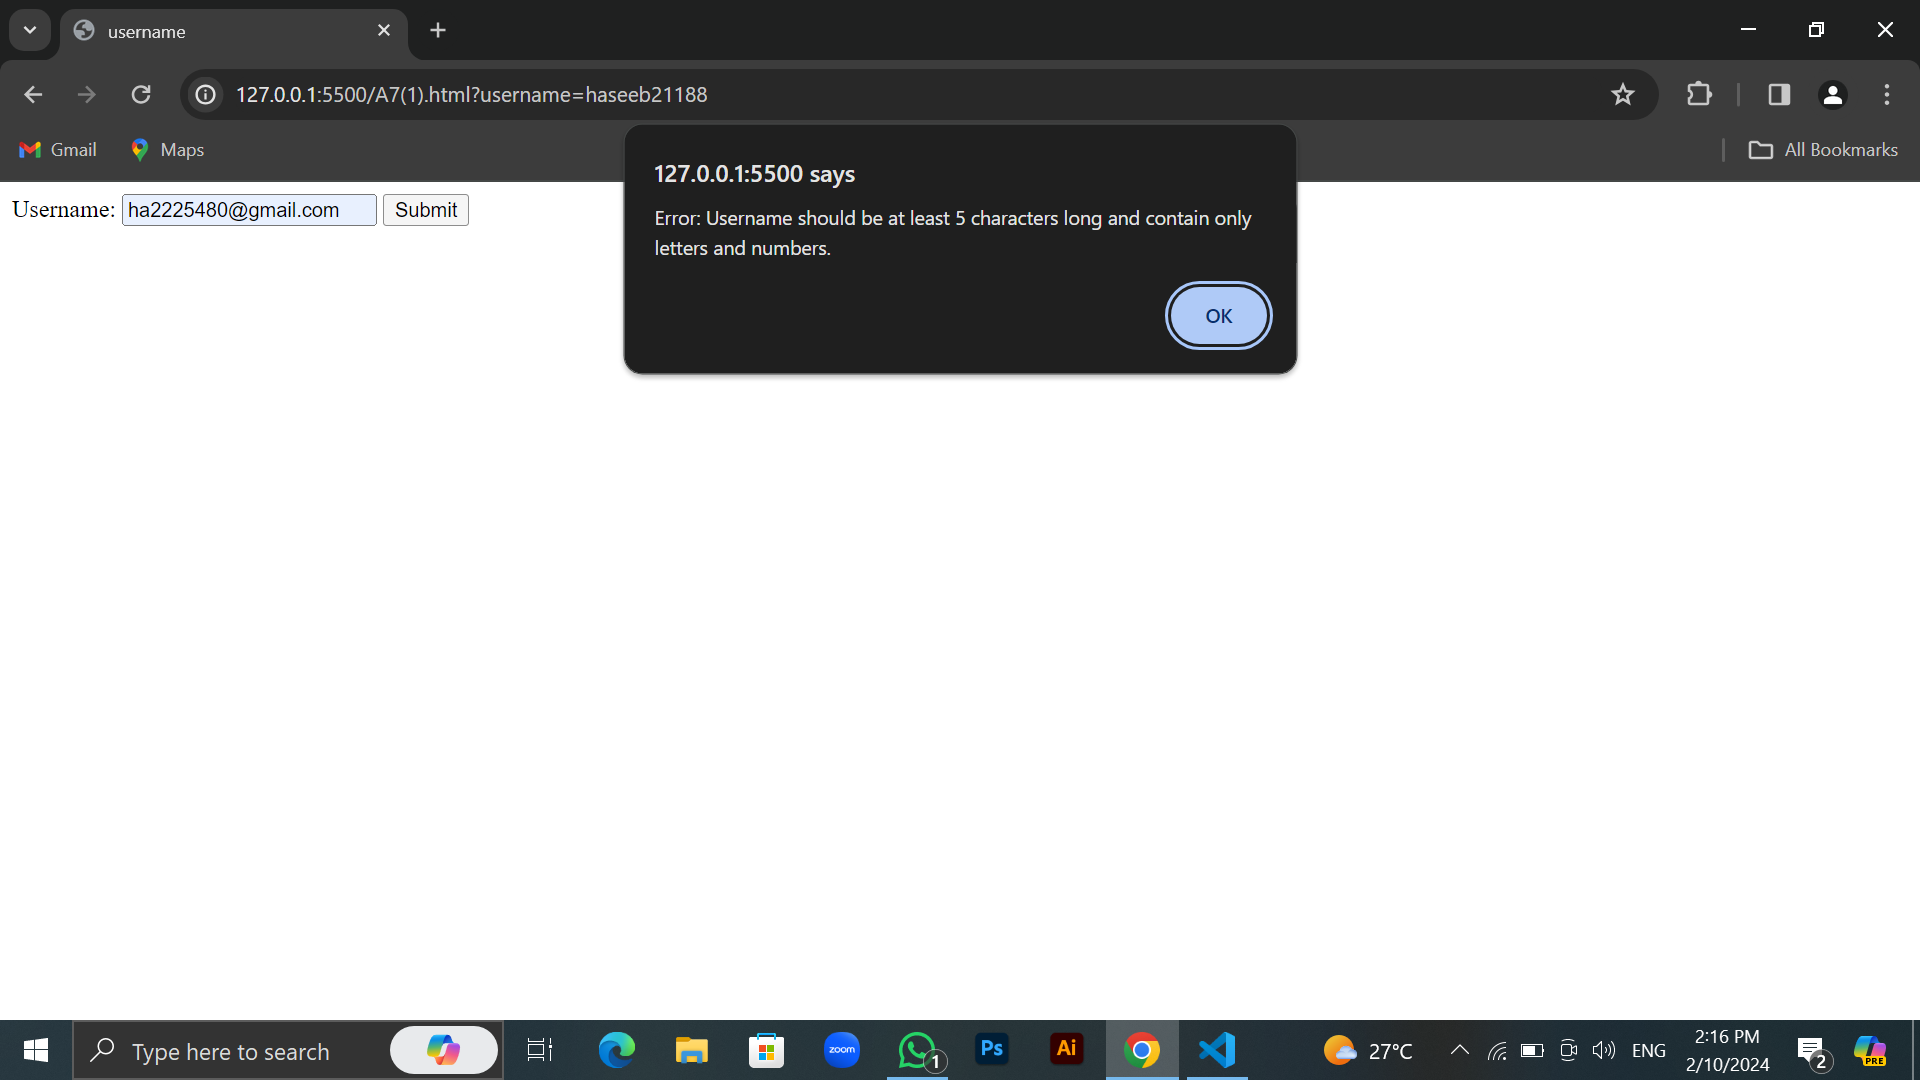 username
127.0.0.1:5500/A7(1).html?username=haseeb21188
Gmail
Maps
All Bookmarks
127.0.0.1:5500 says
Error: Username should be at least 5 characters long and contain only
letters and numbers.
OK
Username: ha2225480@gmail.com Submit
Type here to search
zoom
1
Ps
Ai
27°C
ENG
2:16 PM
2/10/2024
2
PRE